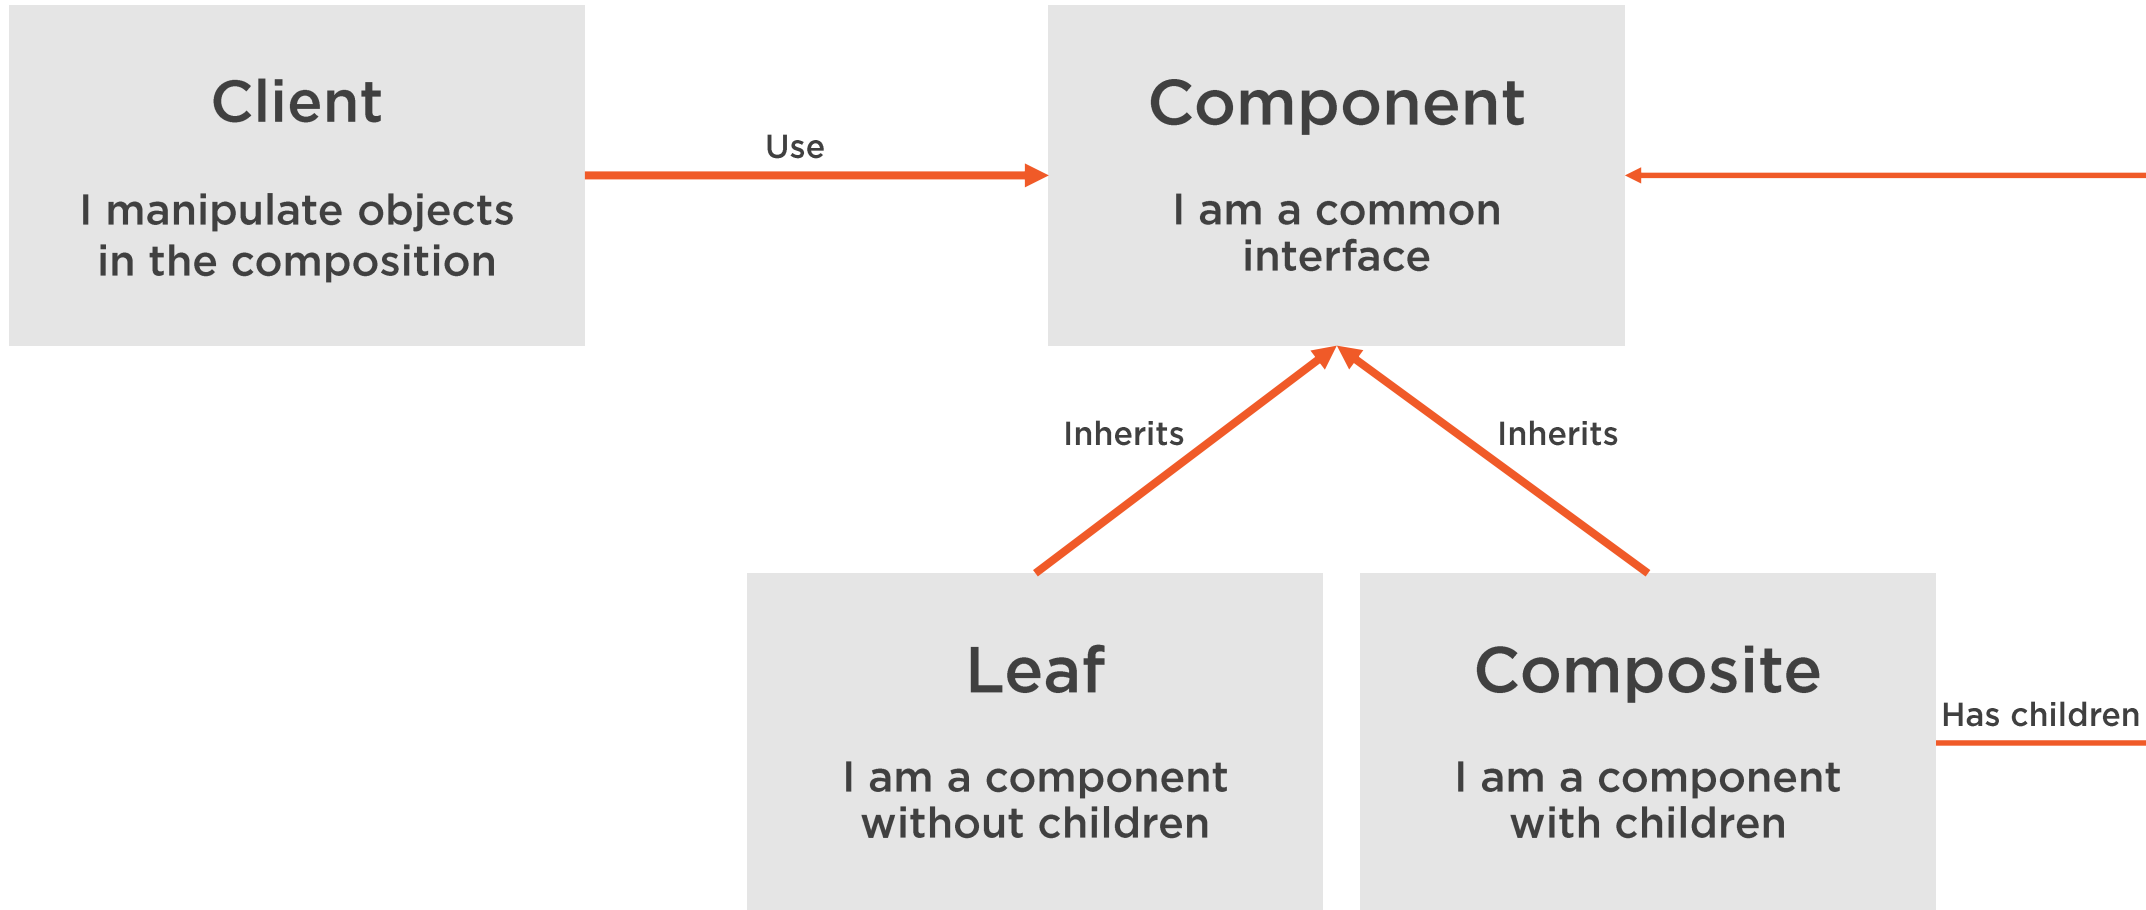 Client
I manipulate objects
in the composition
Use
Component
I am a common
interface
Inherits
Inherits
Leaf
I am a component
without children
Composite
I am a component
with children
Has children